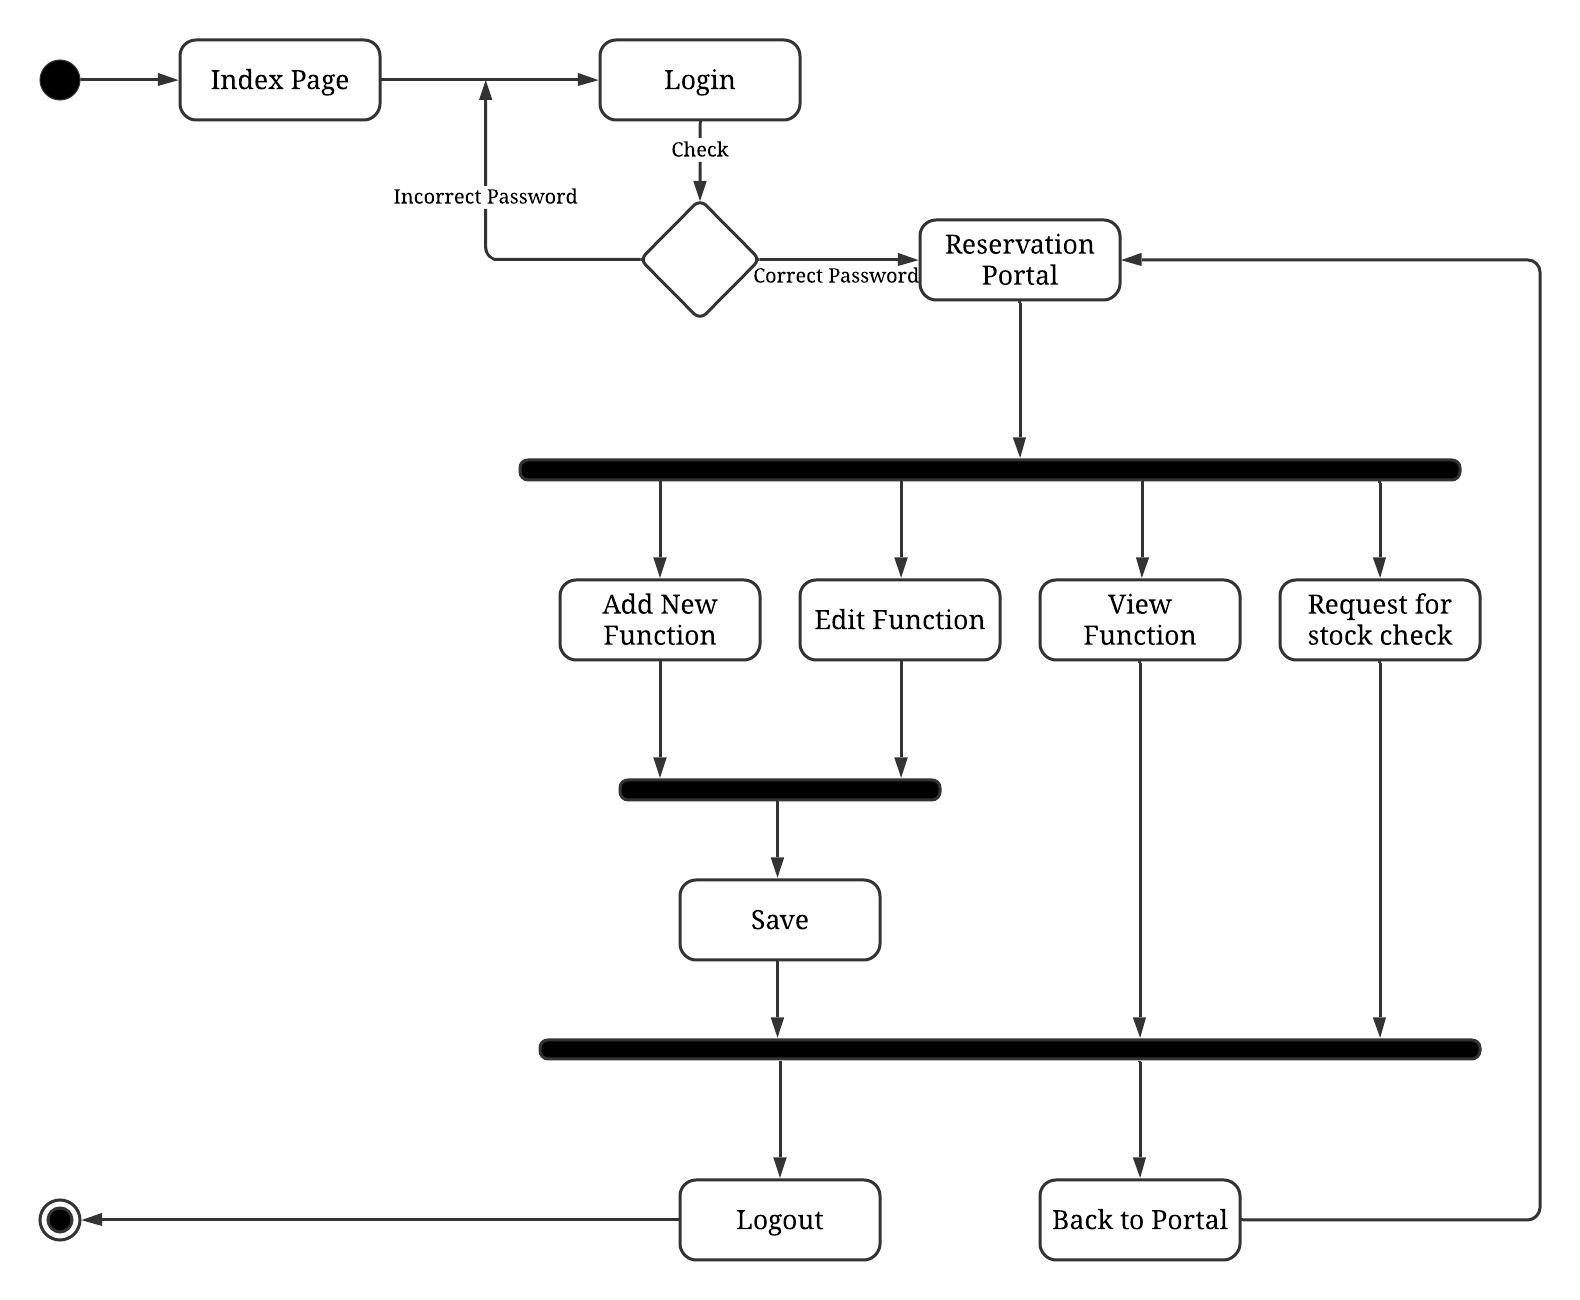 Index Page
Login
Check
Incorrect Password
Correct Password
Reservation
Portal
Add New
Function
Edit Function
View
Function
Request for
stock check
Save
Logout
Back to Portal